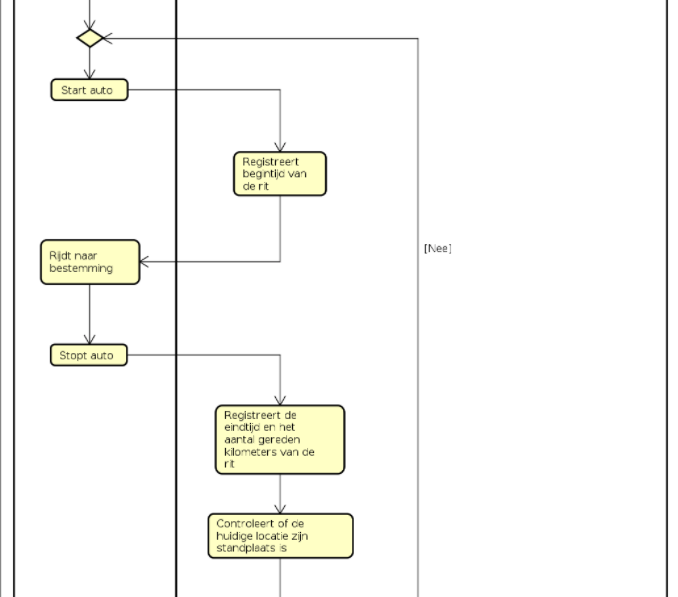 Start auto
Registreert
begintijd van
de rit
[Nee]
Rijdt naar
bestemming
Stopt auto
Registreert de
eindtijd en het
aantal gereden
kilometers van de
rit
Controleert of de
huidige locatie zijn
standplaats is